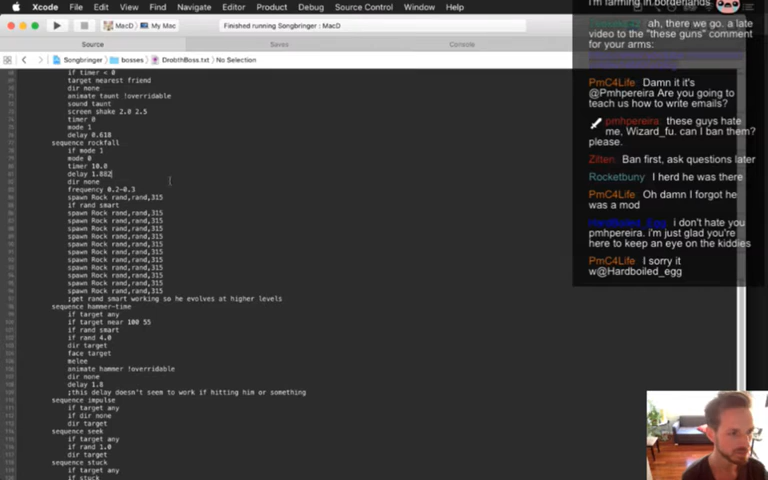 Xcode File Edit View Find Navigate Editor Product Debug Source Control Window Help
MacD My Mac
Finished running Songbringer : MacD
Source
Saves
Console
Songbringer bosses DrobthBoss.txt No Selection
if timer < 0
target nearest friend
dir none
animate taunt !overridable
sound taunt
screen shake 2.0 2.5
timer 0
mode 1
delay 0.618
sequence rockfall
if mode 1
mode 0
timer 10.0
delay 1.882
dir none
frequency 0.2~0.3
spawn Rock rand,rand,315
if rand smart
spawn Rock rand,rand,315
spawn Rock rand,rand,315
spawn Rock rand,rand,315
spawn Rock rand,rand,315
spawn Rock rand,rand,315
spawn Rock rand,rand,315
spawn Rock rand,rand,315
spawn Rock rand,rand,315
spawn Rock rand,rand,315
spawn Rock rand,rand,315
spawn Rock rand,rand,315
;get rand smart working so he evolves at higher levels
sequence hammer-time
if target any
if target near 100 55
if rand smart
if rand 4.0
dir target
face target
melee
animate hammer !overridable
dir none
delay 1.8
;this delay doesn't seem to work if hitting him or something
sequence impulse
if target any
if dir none
dir target
sequence seek
if target any
if rand 1.0
dir target
sequence stuck
if target any
if stuck
i'm farming in borderlands
ah, there we go. a late
video to the "these guns" comment
for your arms:
PmC4Life Damn it it's
@Pmhpereira Are you going to
teach us how to write emails?
pmhpereira: these guys hate
me, Wizard_fu. can I ban them?
please.
Zilten: Ban first, ask questions later
Rocketbuny I herd he was there
PmC4Life Oh damn I forgot he
was a mod
Hardboiled_Egg i don't hate you
pmhpereira. i'm just glad you're
here to keep an eye on the kiddies
PmC4Life I sorry it
w@Hardboiled_egg